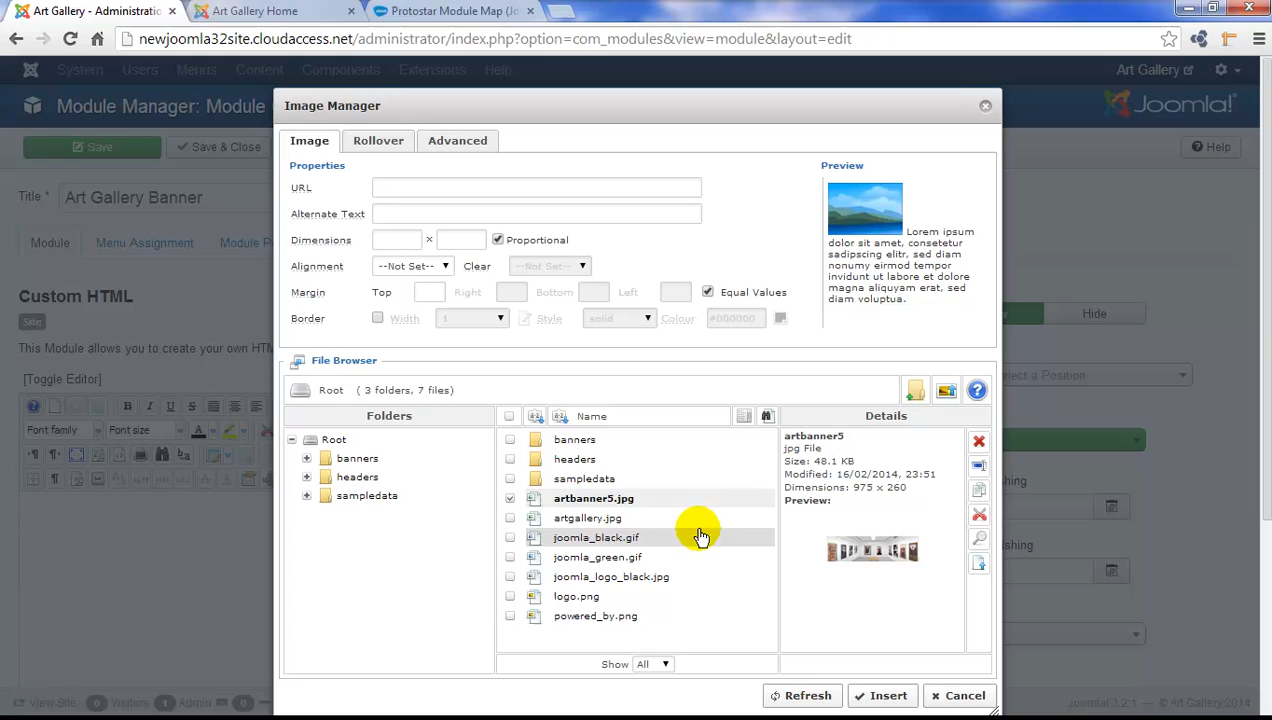 Art Gallery - Administratio
Art Gallery Home
Protostar Module Map (Jo
newjoomla32site.cloudaccess.net/administrator/index.php?option=com_modules&view=module&layout=edit
System Users Menus Content Components Extensions Help Art Gallery
Module Manager: Module Joomla!
Save Save & Close Help
Title * Art Gallery Banner
Module Menu Assignment Module P
Custom HTML
Site
This Module allows you to create your own HTM
[Toggle Editor]
Font family Font size
Hide
ect a Position
shing
ishing
Image Manager
Image Rollover Advanced
Properties
URL
Alternate Text
Dimensions × Proportional
Alignment --Not Set-- Clear --Not Set--
Margin Top Right Bottom Left Equal Values
Border Width 1 Style solid Colour #000000
Preview
Lorem ipsum
dolor sit amet, consetetur
sadipscing elitr, sed diam
nonumy eirmod tempor
invidunt ut labore et dolore
magna aliquyam erat, sed
diam voluptua.
File Browser
Root ( 3 folders, 7 files)
Folders Name Details
Root
banners
headers
sampledata
banners
headers
sampledata
artbanner5.jpg
artgallery.jpg
joomla_black.gif
joomla_green.gif
joomla_logo_black.jpg
logo.png
powered_by.png
artbanner5
jpg File
Size: 48.1 KB
Modified: 16/02/2014, 23:51
Dimensions: 975 x 260
Preview:
Show All
Refresh Insert Cancel
View Site 0 Visitors 1 Admin 0
Joomla! 3.2.1 — © Art Gallery 2014